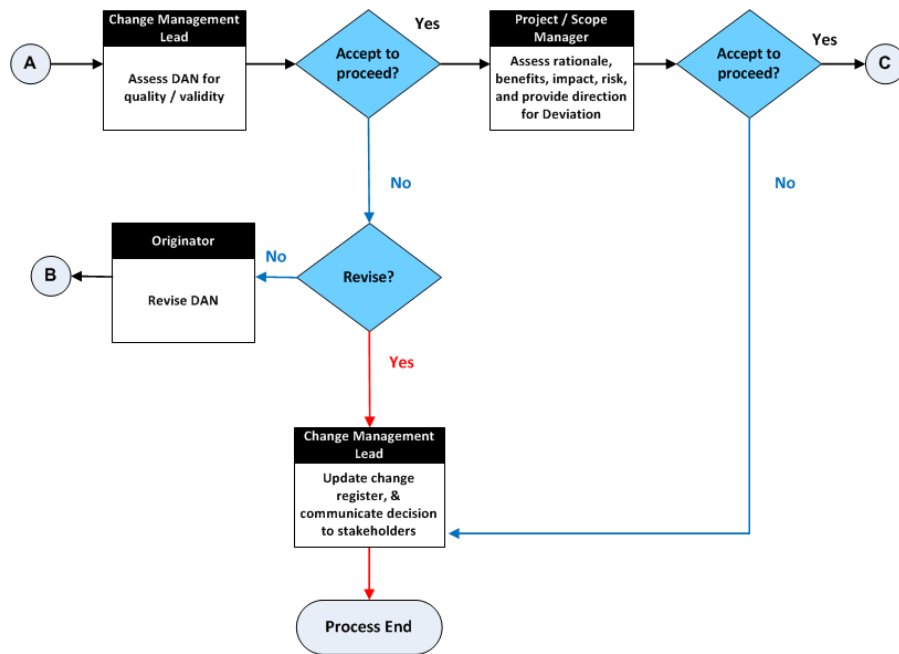 A
Change Management
Lead
Assess DAN for
quality / validity
Accept to
proceed?
Yes
Project / Scope
Manager
Assess rationale,
benefits, impact, risk,
and provide direction
for Deviation
Accept to
proceed?
Yes
C
No
No
B
Originator
Revise DAN
No
Revise?
Yes
Change Management
Lead
Update change
register, &
communicate decision
to stakeholders
Process End